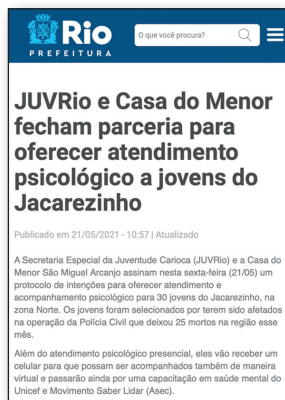 Rio
PREFEITURA
O que você procura?
JUVRio e Casa do Menor
fecham parceria para
oferecer atendimento
psicológico a jovens do
Jacarezinho
Publicado em 21/05/2021 - 10:57 | Atualizado
A Secretaria Especial da Juventude Carioca (JUVRio) e a Casa do
Menor São Miguel Arcanjo assinam nesta sexta-feira (21/05) um
protocolo de intenções para oferecer atendimento e
acompanhamento psicológico para 30 jovens do Jacarezinho, na
zona Norte. Os jovens foram selecionados por terem sido afetados
na operação da Polícia Civil que deixou 25 mortos na região esse
mês.
Além do atendimento psicológico presencial, eles vão receber um
celular para que possam ser acompanhados também de maneira
virtual e passarão ainda por uma capacitação em saúde mental do
Unicef e Movimento Saber Lidar (Asec).